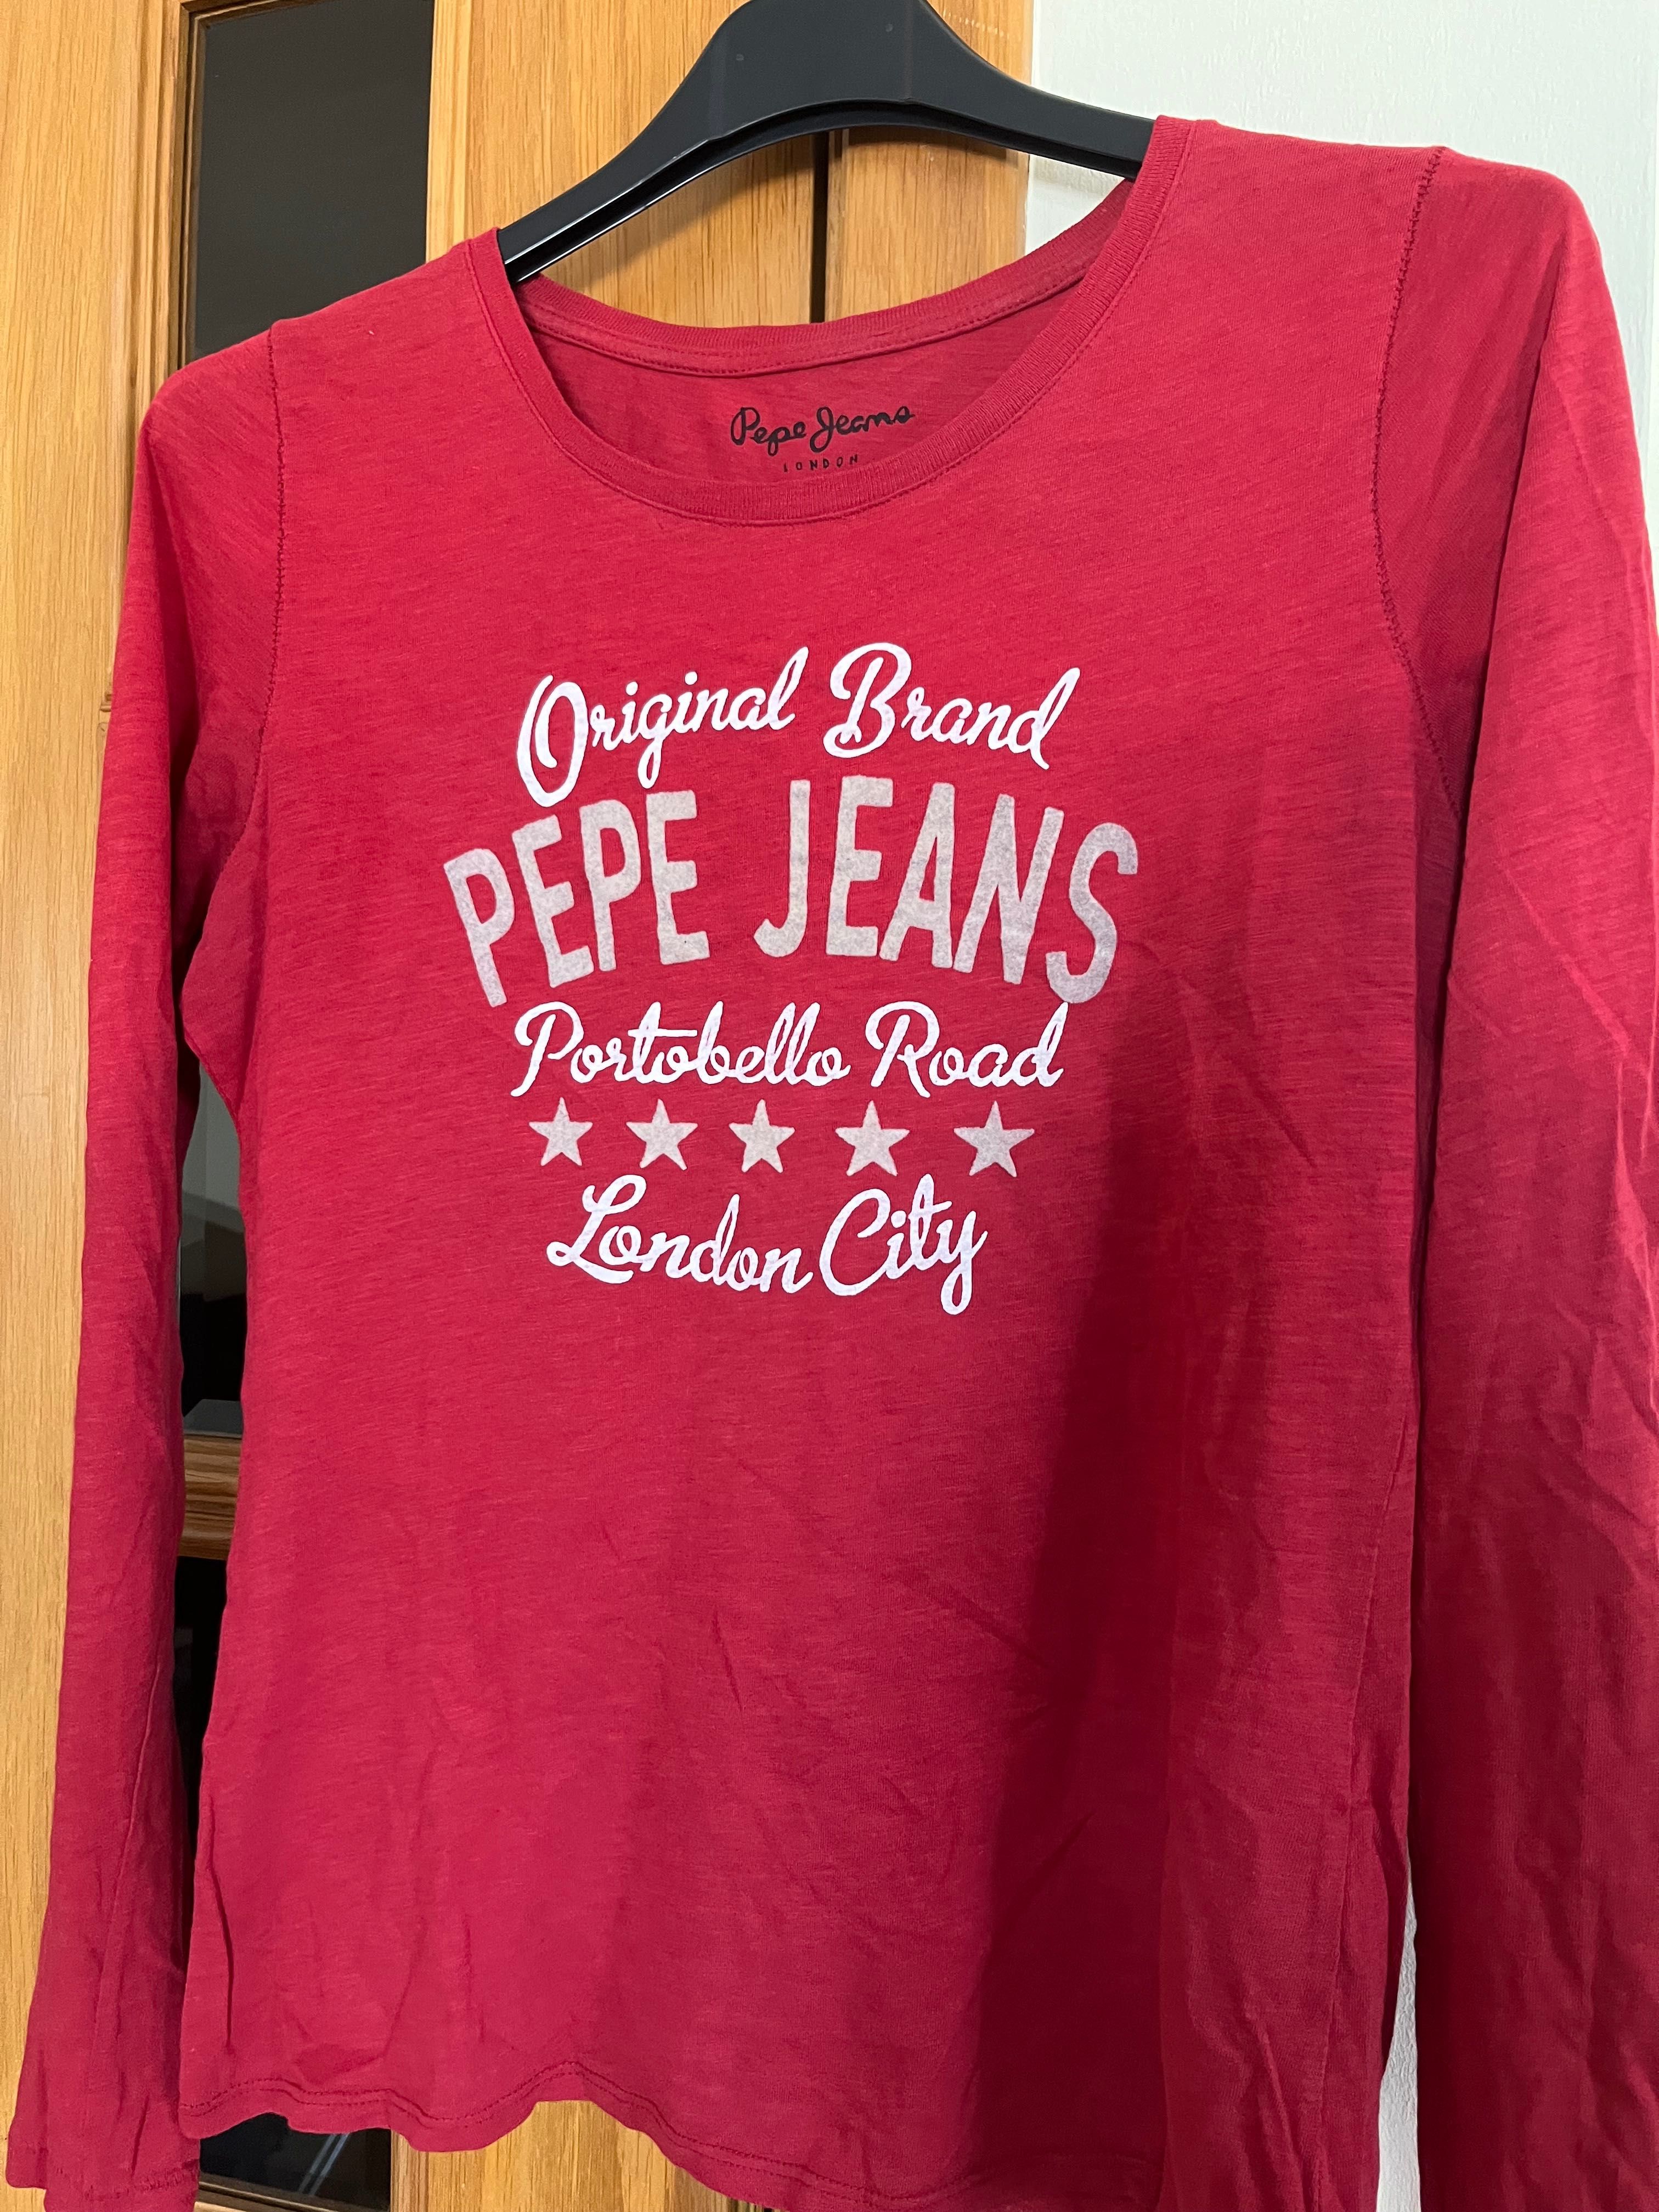 Pepe Jeans
LONDON
Original Brand
PEPE JEANS
Portobello Road
London City